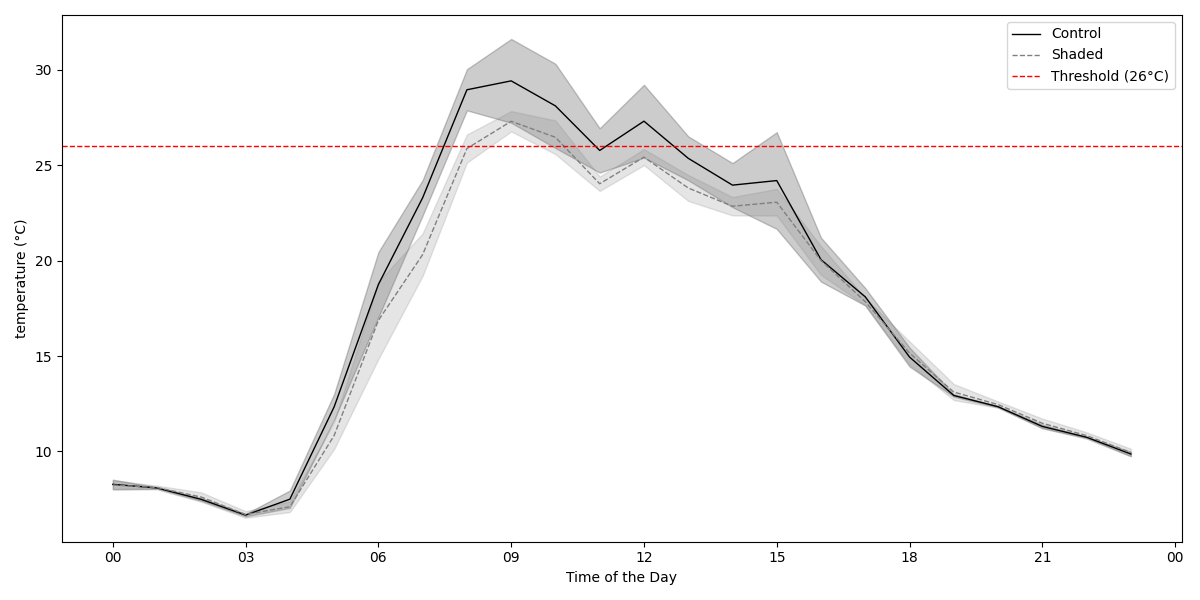 Control
Shaded
Threshold (26°C)
temperature (°C)
30
25
20
15
10
00 03 06 09 12 15 18 21 00
Time of the Day